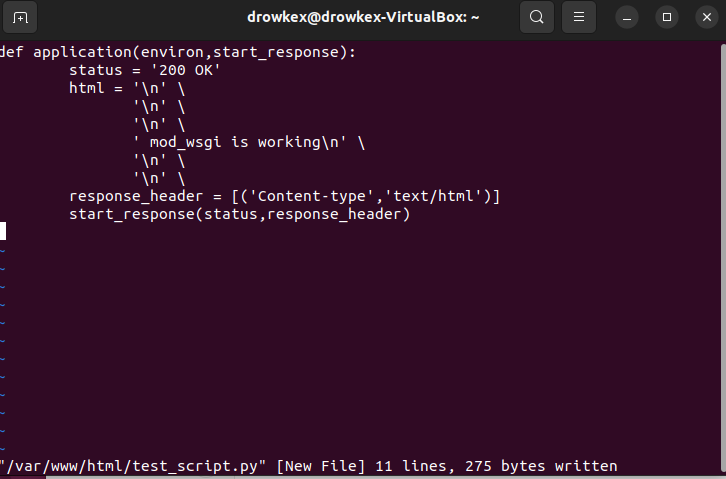 drowkex@drowkex-VirtualBox: ~
def application(environ,start_response):
        status = '200 OK'
        html = '\n' \
               '\n' \
               '\n' \
               ' mod_wsgi is working\n' \
               '\n' \
               '\n' \
        response_header = [('Content-type','text/html')]
        start_response(status,response_header)
~
~
~
~
~
~
~
~
~
~
~
~
"/var/www/html/test_script.py" [New File] 11 lines, 275 bytes written